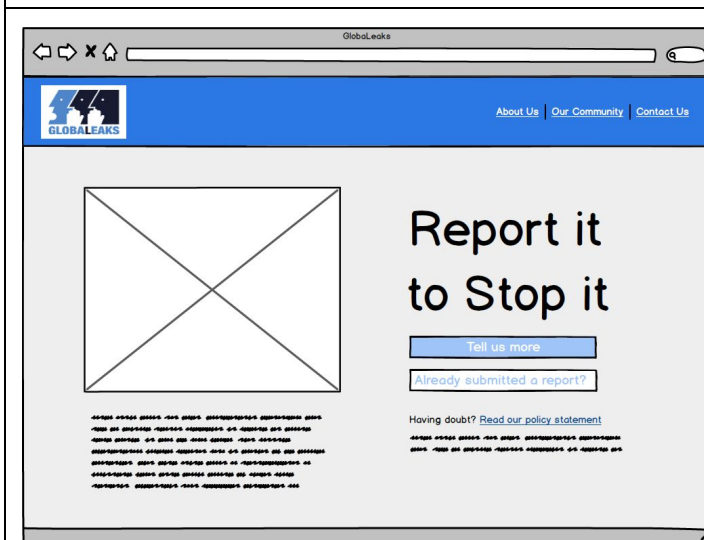 GlobaLeaks
GLOBALEAKS
About Us
Our Community
Contact Us
Report it
to Stop it
Tell us more
Already submitted a report?
Having doubt? Read our policy statement